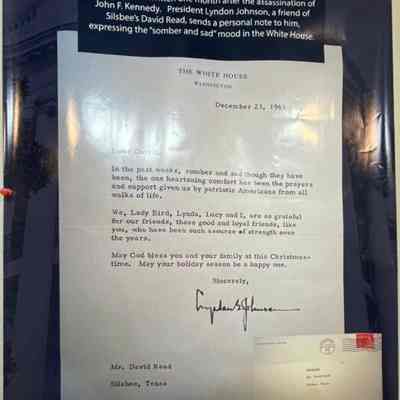 one month after the assassination of
John F. Kennedy. President Lyndon Johnson, a friend of
Silsbee's David Read, sends a personal note to him,
expressing the "somber and sad" mood in the White House.
THE WHITE HOUSE
WASHINGTON
December 23, 1963
Dear
In the past weeks, somber and sad though they have
been, the one heartening comfort has been the prayers
and support given us by patriotic Americans from all
walks of life.
We, Lady Bird, Lynda, Lucy and I, are so grateful
for our friends, those good and loyal friends, like
you, who have been such sources of strength over
the years.
May God bless you and your family at this Christmas-
time. May your holiday season be a happy one.
Sincerely,
Lyndon B. Johnson
Mr. David Read
Silsbee, Texas